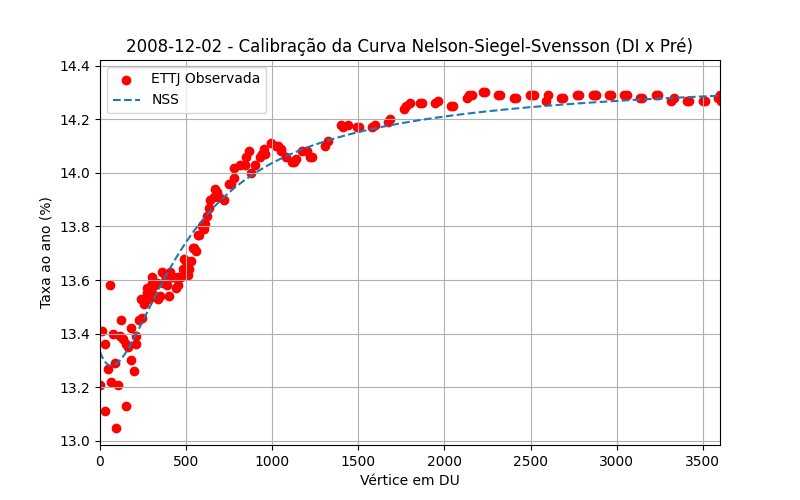 2008-12-02 - Calibração da Curva Nelson-Siegel-Svensson (DI x Pré)
ETTJ Observada
NSS
Taxa ao ano (%)
14.4
14.2
14.0
13.8
13.6
13.4
13.2
13.0
0 500 1000 1500 2000 2500 3000 3500
Vértice em DU